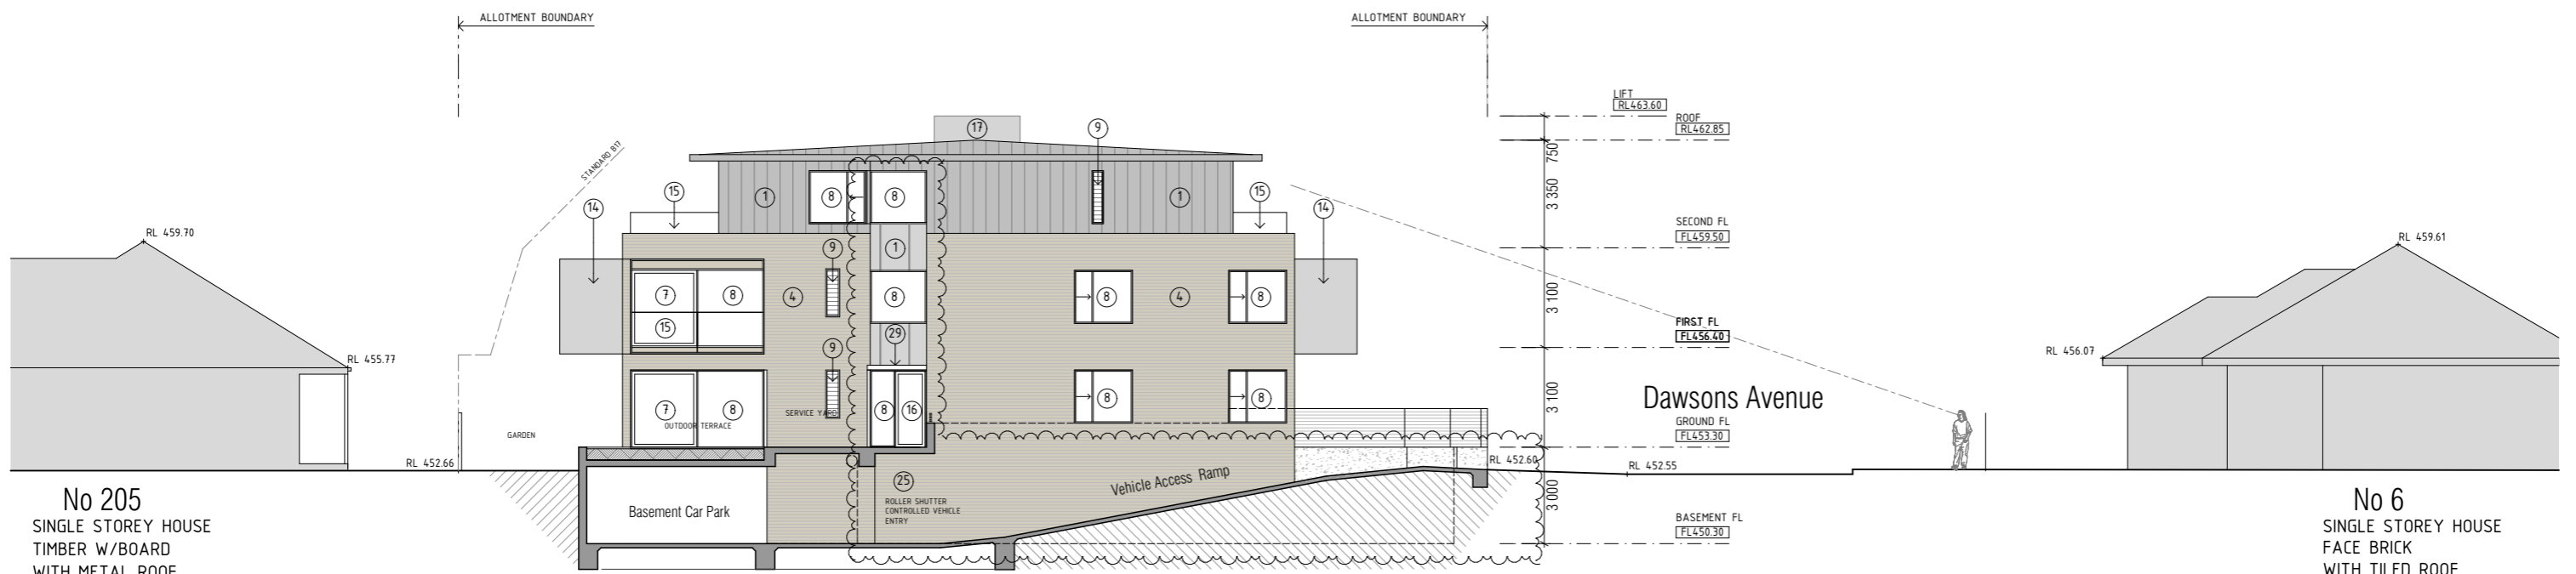 ALLOTMENT BOUNDARY
ALLOTMENT BOUNDARY
LIFT
RL463.60
ROOF
RL462.85
17
9
750
STANDARD B17
15
1
8
8
1
15
3 350
14
14
SECOND FL
FL459.50
RL 459.70
RL 459.61
9
1
7
8
4
8
8
4
8
3 100
15
29
FIRST FL
FL456.40
RL 455.77
9
RL 456.07
7
8
8
16
8
8
3 100
Dawsons Avenue
SERVICE YARD
OUTDOOR TERRACE
GROUND FL
FL453.30
GARDEN
RL 452.66
RL 452.60
RL 452.55
25
Vehicle Access Ramp
3 000
ROLLER SHUTTER
CONTROLLED VEHICLE
ENTRY
Basement Car Park
BASEMENT FL
FL450.30
No 205
SINGLE STOREY HOUSE
TIMBER W/BOARD
WITH METAL ROOF
No 6
SINGLE STOREY HOUSE
FACE BRICK
WITH TILED ROOF